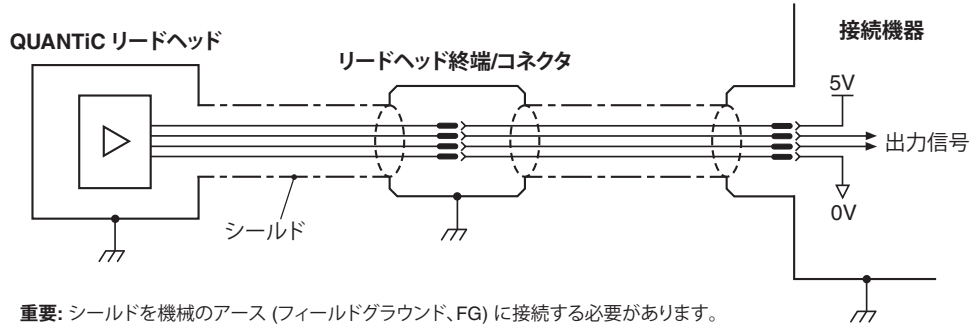 QUANTiC リードヘッド
リードヘッド終端/コネクタ
接続機器
5V
出力信号
0V
シールド
重要: シールドを機械のアース (フィールドグラウンド、FG) に接続する必要があります。